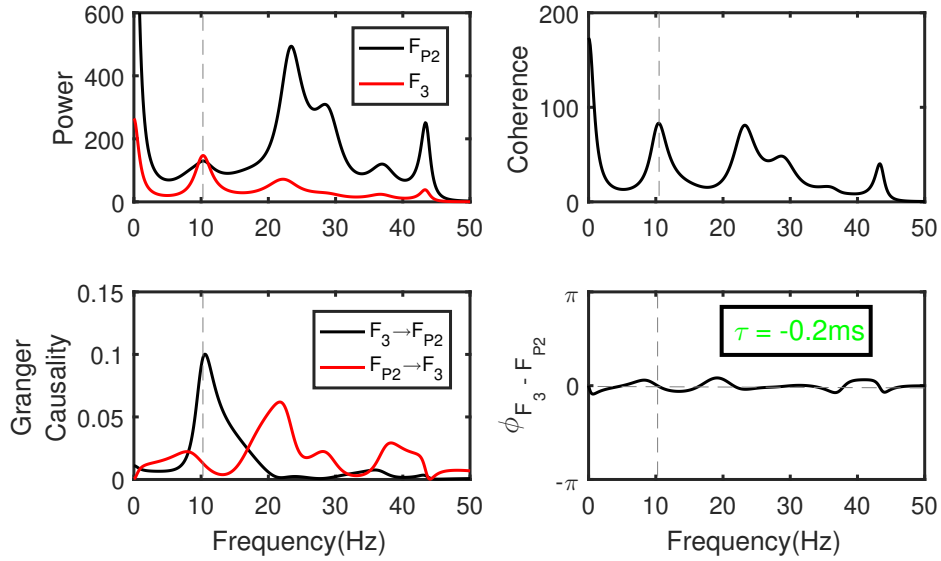 600
400
200
0
Power
F_P2
F_3
0 10 20 30 40 50
200
100
0
Coherence
0 10 20 30 40 50
0.15
0.1
0.05
0
Granger
Causality
F_3→F_P2
F_P2→F_3
0 10 20 30 40 50
Frequency(Hz)
π
0
-π
ϕ_F_3 - F_P2
τ = -0.2ms
0 10 20 30 40 50
Frequency(Hz)